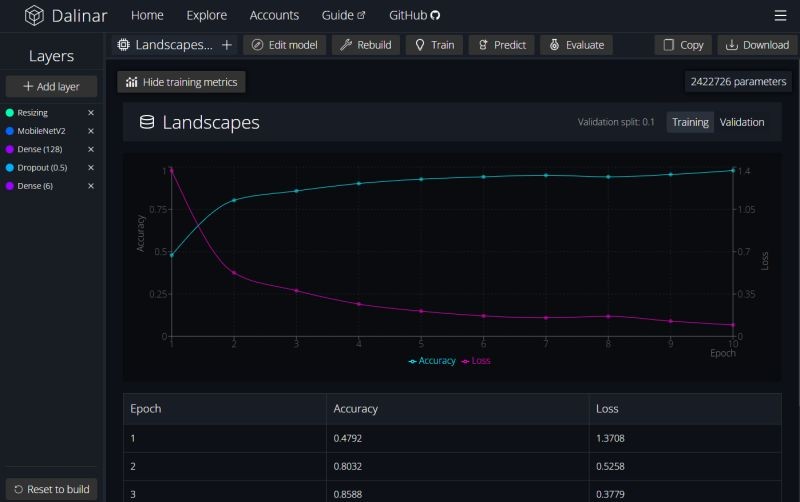 Dalinar Home Explore Accounts Guide GitHub
Layers
+ Add layer
Resizing ×
MobileNetV2 ×
Dense (128) ×
Dropout (0.5) ×
Dense (6) ×
Reset to build
Landscapes... + Edit model Rebuild Train Predict Evaluate Copy Download
Hide training metrics 2422726 parameters
Landscapes Validation split: 0.1 Training Validation
1 1.4
0.75 1.05
Accuracy
0.5 0.7
Loss
0.25 0.35
0 0
1 2 3 4 5 6 7 8 9 10
Epoch
Accuracy Loss
Epoch Accuracy Loss
1 0.4792 1.3708
2 0.8032 0.5258
3 0.8588 0.3779